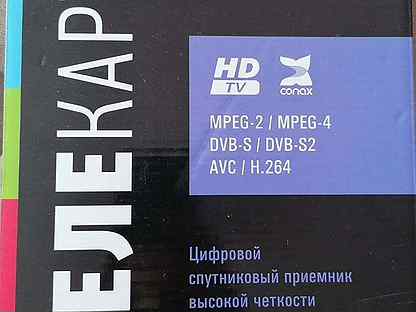 ЕЛЕКАР
HD
TV
conax
MPEG-2 / MPEG-4
DVB-S / DVB-S2
AVC / H.264
Цифровой
спутниковый приемник
высокой четкости